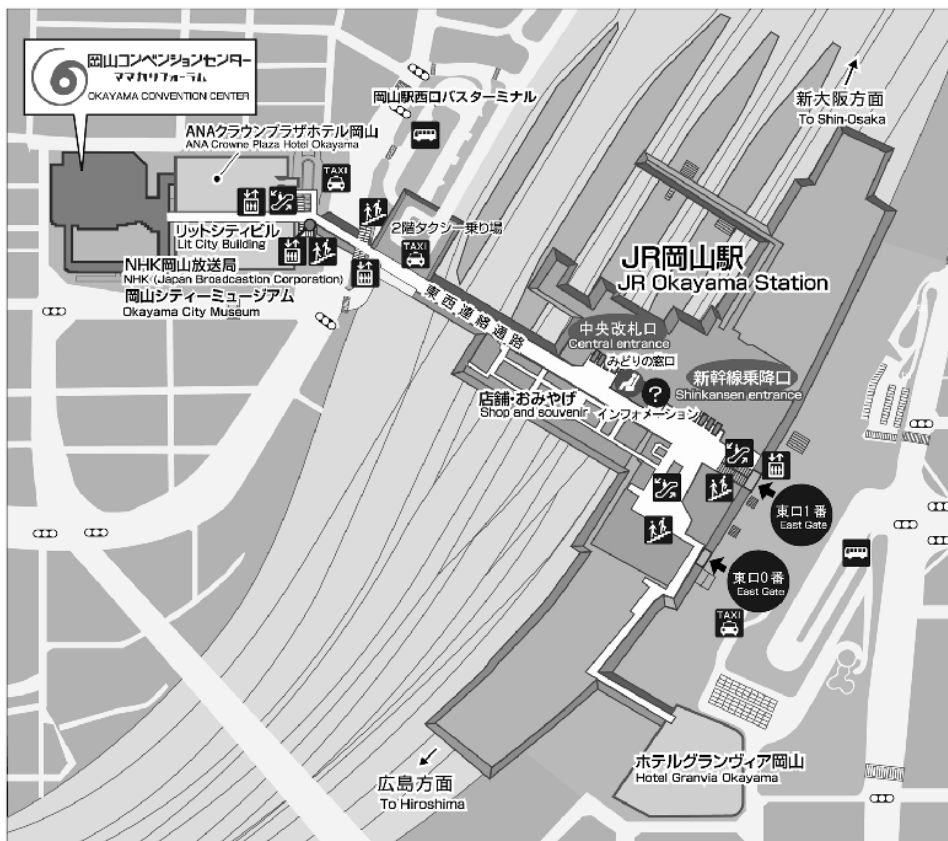 岡山コンベンションセンター
ママカリフォーラム
OKAYAMA CONVENTION CENTER
岡山駅西口バスターミナル
新大阪方面
To Shin-Osaka
ANAクラウンプラザホテル岡山
ANA Crowne Plaza Hotel Okayama
TAXI
2階タクシー乗り場
TAXI
リットシティビル
Lit City Building
NHK岡山放送局
NHK (Japan Broadcastion Corporation)
岡山シティーミュージアム
Okayama City Museum
JR岡山駅
JR Okayama Station
東西連絡通路
中央改札口
Central entrance
みどりの窓口
新幹線乗降口
Shinkansen entrance
店舗・おみやげ
Shop and souvenir
?
インフォメーション
東口1番
East Gate
東口0番
East Gate
TAXI
ホテルグランヴィア岡山
Hotel Granvia Okayama
広島方面
To Hiroshima